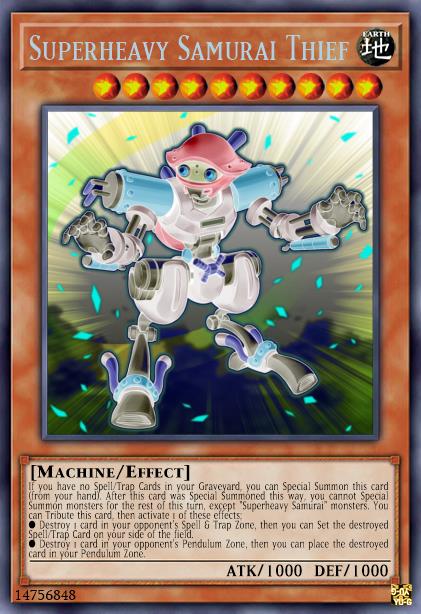 Superheavy Samurai Thief
EARTH
地
[Machine/Effect]
If you have no Spell/Trap Cards in your Graveyard, you can Special Summon this card
(from your hand). After this card was Special Summoned this way, you cannot Special
Summon monsters for the rest of this turn, except "Superheavy Samurai" monsters. You
can Tribute this card, then activate 1 of these effects;
● Destroy 1 card in your opponent's Spell & Trap Zone, then you can Set the destroyed
Spell/Trap Card on your side of the field.
● Destroy 1 card in your opponent's Pendulum Zone, then you can place the destroyed
card in your Pendulum Zone.
ATK/1000 DEF/1000
14756848